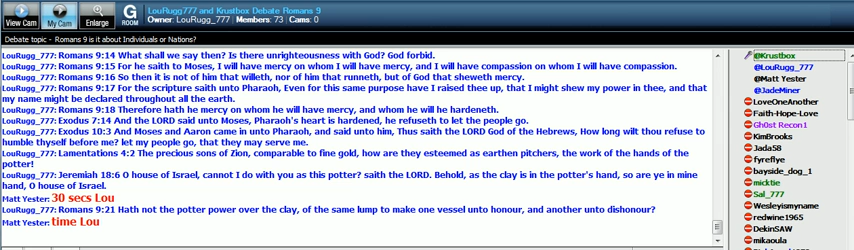 LouRugg777 and Krustbox Debate Romans 9
Owner: LouRugg_777 | Members: 73 | Cams: 0
View Cam
My Cam
Enlarge
G
ROOM
Debate topic - Romans 9 is it about Individuals or Nations?
LouRugg_777: Romans 9:14 What shall we say then? Is there unrighteousness with God? God forbid.
LouRugg_777: Romans 9:15 For he saith to Moses, I will have mercy on whom I will have mercy, and I will have compassion on whom I will have compassion.
LouRugg_777: Romans 9:16 So then it is not of him that willeth, nor of him that runneth, but of God that sheweth mercy.
LouRugg_777: Romans 9:17 For the scripture saith unto Pharaoh, Even for this same purpose have I raised thee up, that I might shew my power in thee, and that
my name might be declared throughout all the earth.
LouRugg_777: Romans 9:18 Therefore hath he mercy on whom he will have mercy, and whom he will he hardeneth.
LouRugg_777: Exodus 7:14 And the LORD said unto Moses, Pharaoh's heart is hardened, he refuseth to let the people go.
LouRugg_777: Exodus 10:3 And Moses and Aaron came in unto Pharaoh, and said unto him, Thus saith the LORD God of the Hebrews, How long wilt thou refuse to
humble thyself before me? let my people go, that they may serve me.
LouRugg_777: Lamentations 4:2 The precious sons of Zion, comparable to fine gold, how are they esteemed as earthen pitchers, the work of the hands of the
potter!
LouRugg_777: Jeremiah 18:6 O house of Israel, cannot I do with you as this potter? saith the LORD. Behold, as the clay is in the potter's hand, so are ye in mine
hand, O house of Israel.
Matt Yester: 30 secs Lou
LouRugg_777: Romans 9:21 Hath not the potter power over the clay, of the same lump to make one vessel unto honour, and another unto dishonour?
Matt Yester: time Lou
@Krustbox
@LouRugg_777
@Matt Yester
@JadeMiner
LoveOneAnother
Faith-Hope-Love
Gh0st Recon1
KimBrooks
Jada58
fyreflye
bayside_dog_1
micktie
Sal_777
Wesleyismyname
redwine1965
DekinSAW
mikaoula